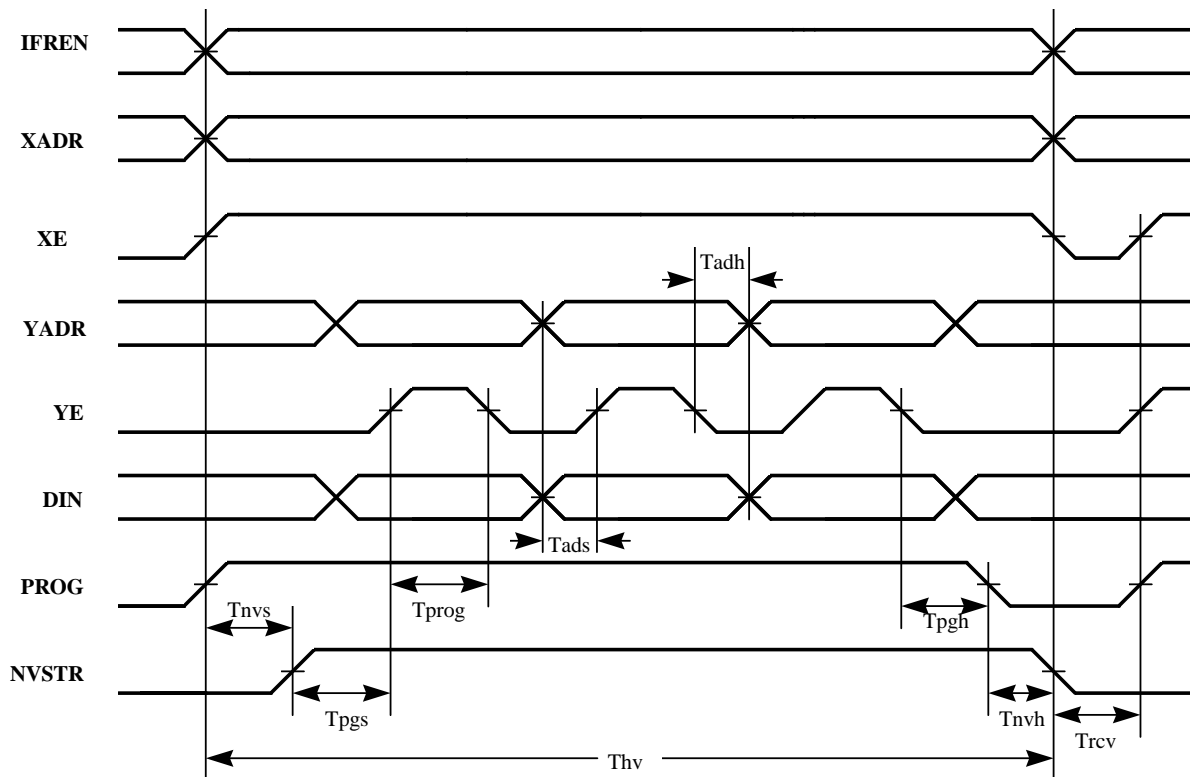 IFREN
XADR
XE
Tadh
YADR
YE
DIN
Tads
PROG
Tnvs
Tprog
Tpgh
NVSTR
Tpgs
Tnvh
Trcv
Thv